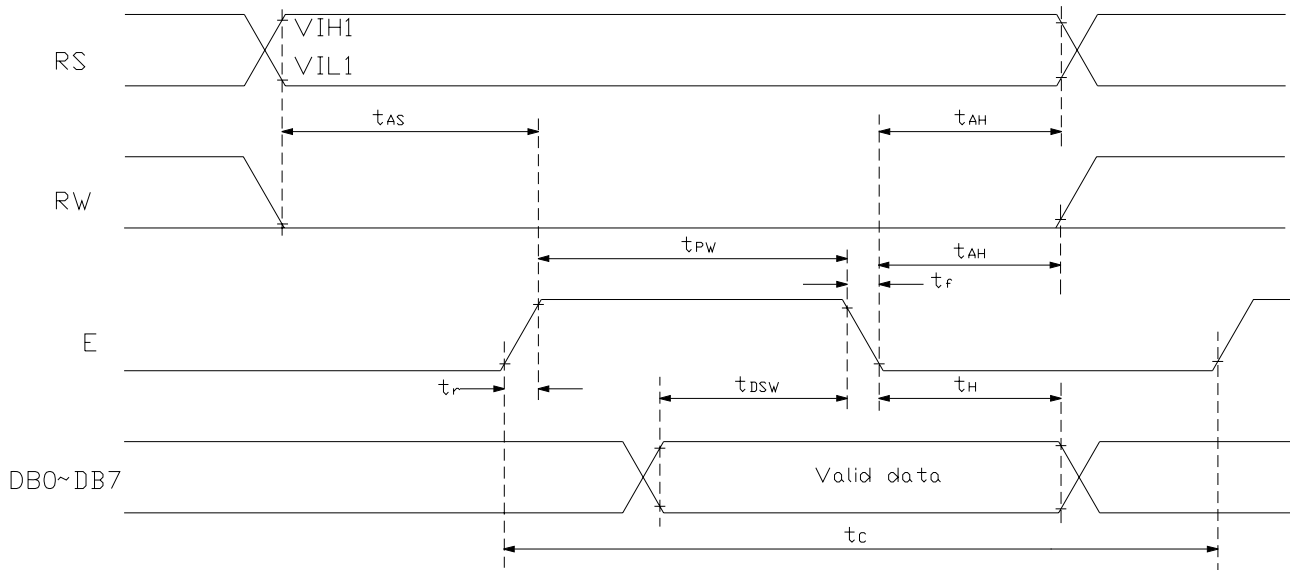 VIH1
RS
VIL1
tAS
tAH
RW
tPW
tAH
tf
E
tr
tDSW
tH
DB0~DB7
Valid data
tC